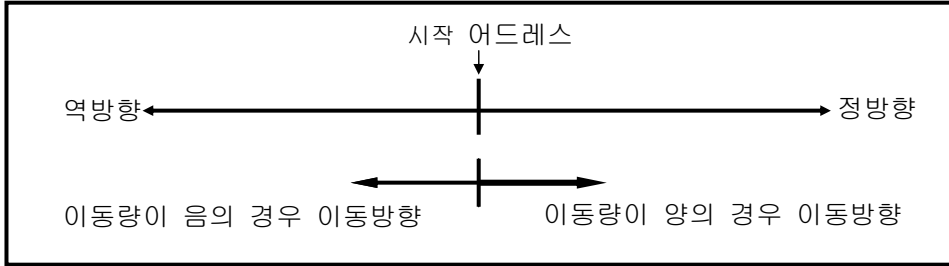 시작 어드레스
역방향 정방향
이동량이 음의 경우 이동방향 이동량이 양의 경우 이동방향